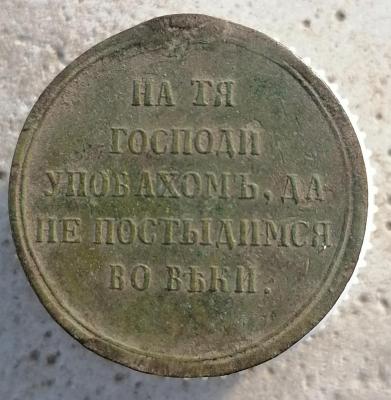 НА ТЯ
ГОСПОДИ
УПОВАХОМЪ, ДА
НЕ ПОСТЫДИМСЯ
ВО ВѢКИ.